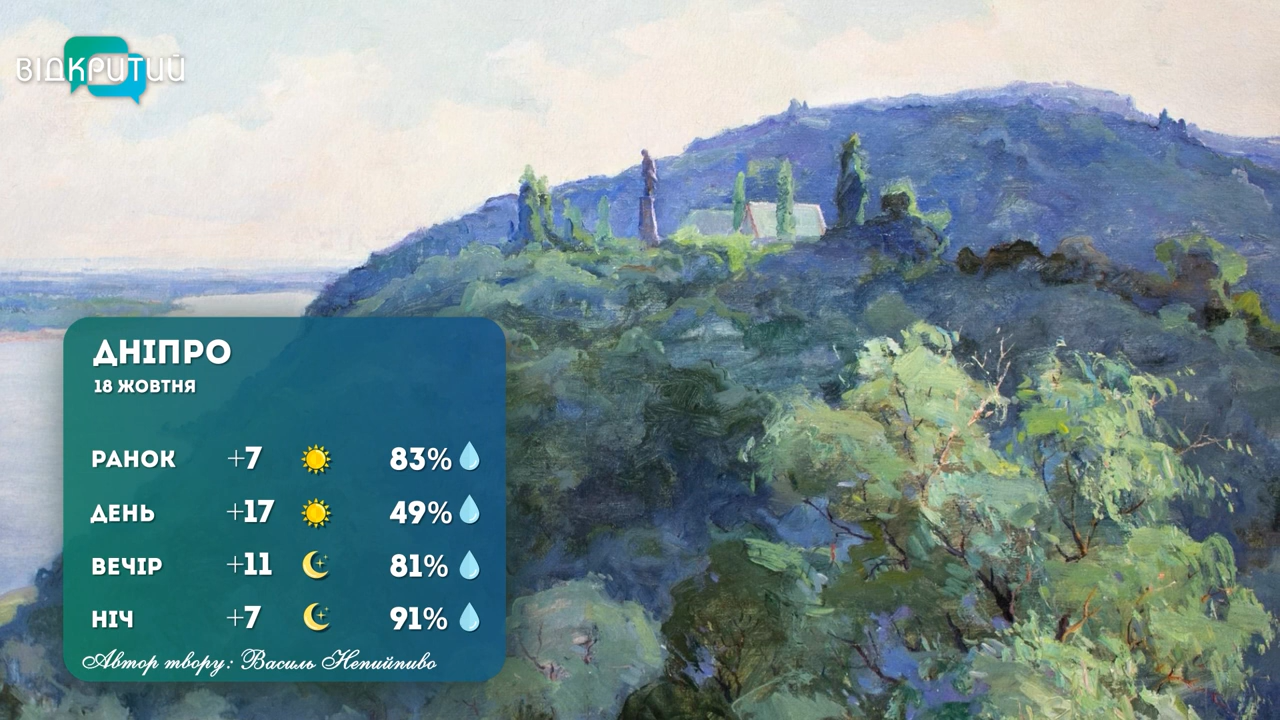 ВІДКРИТИЙ
ДНІПРО
18 ЖОВТНЯ
РАНОК +7 83%
ДЕНЬ +17 49%
ВЕЧІР +11 81%
НІЧ +7 91%
Автор твору: Василь Непийпиво